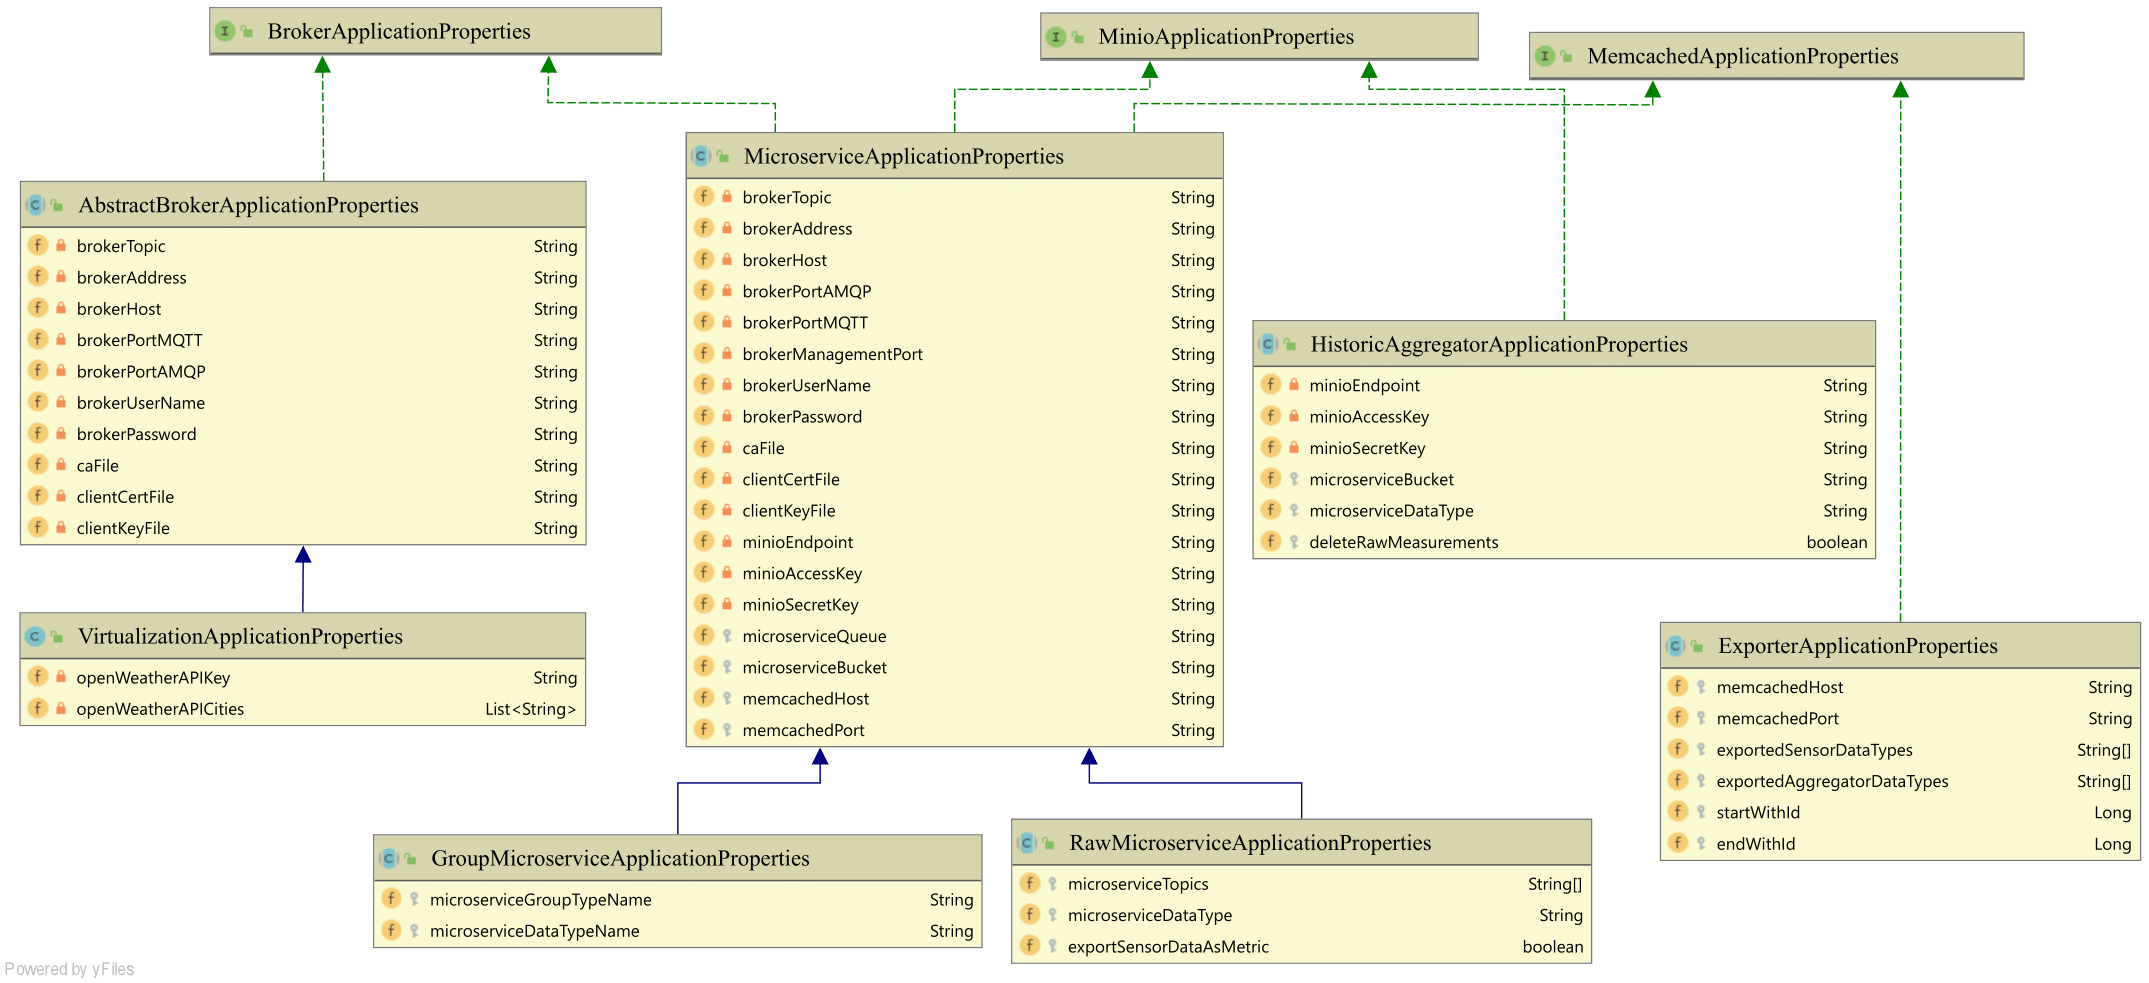 BrokerApplicationProperties
MinioApplicationProperties
MemcachedApplicationProperties
AbstractBrokerApplicationProperties
brokerTopic String
brokerAddress String
brokerHost String
brokerPortMQTT String
brokerPortAMQP String
brokerUserName String
brokerPassword String
caFile String
clientCertFile String
clientKeyFile String
MicroserviceApplicationProperties
brokerTopic String
brokerAddress String
brokerHost String
brokerPortAMQP String
brokerPortMQTT String
brokerManagementPort String
brokerUserName String
brokerPassword String
caFile String
clientCertFile String
clientKeyFile String
minioEndpoint String
minioAccessKey String
minioSecretKey String
microserviceQueue String
microserviceBucket String
memcachedHost String
memcachedPort String
HistoricAggregatorApplicationProperties
minioEndpoint String
minioAccessKey String
minioSecretKey String
microserviceBucket String
microserviceDataType String
deleteRawMeasurements boolean
VirtualizationApplicationProperties
openWeatherAPIKey String
openWeatherAPICities List<String>
ExporterApplicationProperties
memcachedHost String
memcachedPort String
exportedSensorDataTypes String[]
exportedAggregatorDataTypes String[]
startWithId Long
endWithId Long
GroupMicroserviceApplicationProperties
microserviceGroupTypeName String
microserviceDataTypeName String
RawMicroserviceApplicationProperties
microserviceTopics String[]
microserviceDataType String
exportSensorDataAsMetric boolean
Powered by yFiles